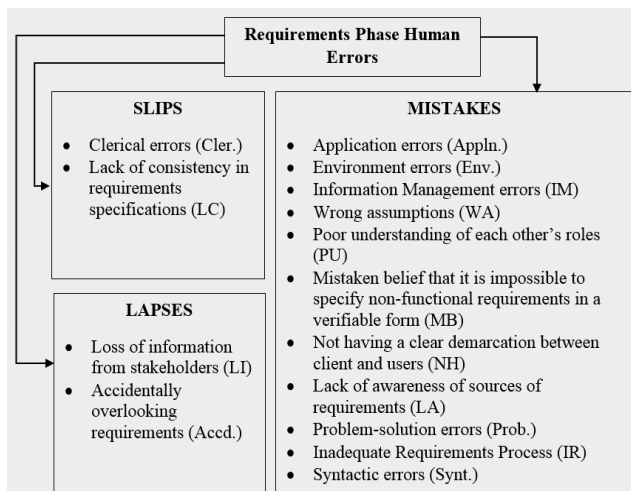 Requirements Phase Human
Errors
SLIPS
• Clerical errors (Cler.)
• Lack of consistency in
requirements
specifications (LC)
LAPSES
• Loss of information
from stakeholders (LI)
• Accidentally
overlooking
requirements (Accd.)
MISTAKES
• Application errors (Appln.)
• Environment errors (Env.)
• Information Management errors (IM)
• Wrong assumptions (WA)
• Poor understanding of each other’s roles
(PU)
• Mistaken belief that it is impossible to
specify non-functional requirements in a
verifiable form (MB)
• Not having a clear demarcation between
client and users (NH)
• Lack of awareness of sources of
requirements (LA)
• Problem-solution errors (Prob.)
• Inadequate Requirements Process (IR)
• Syntactic errors (Synt.)